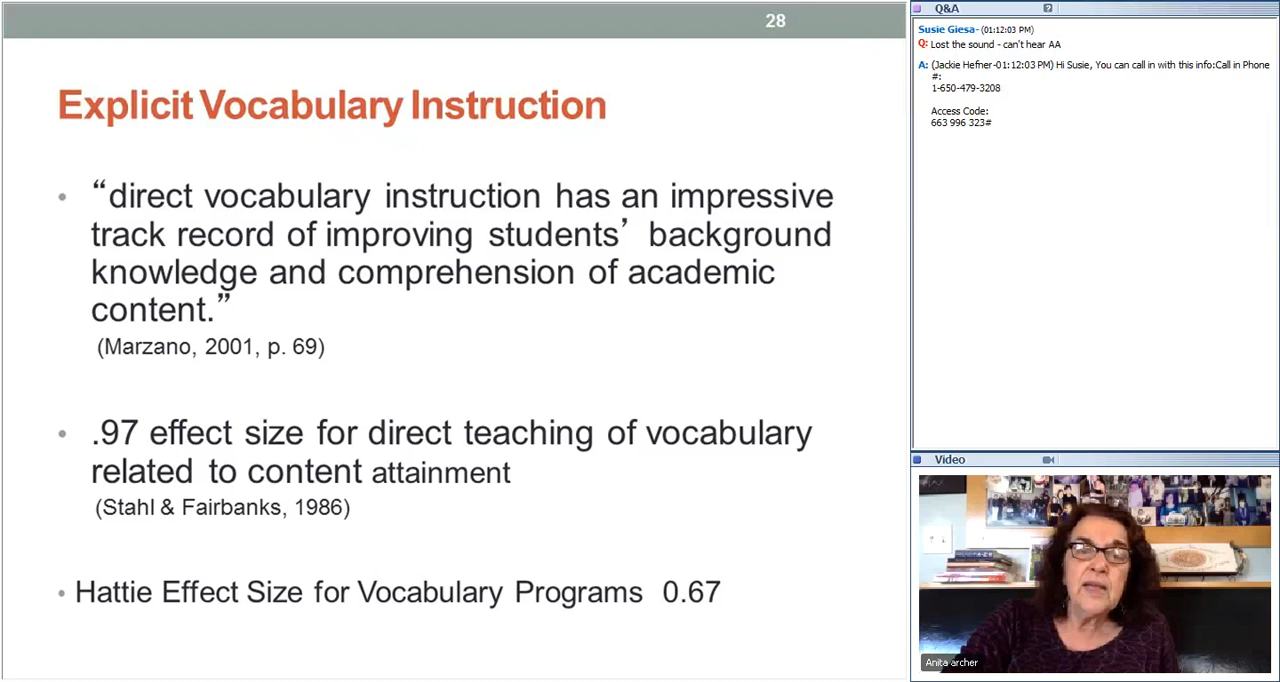 28
Explicit Vocabulary Instruction
• “direct vocabulary instruction has an impressive
track record of improving students’ background
knowledge and comprehension of academic
content.”
(Marzano, 2001, p. 69)
• .97 effect size for direct teaching of vocabulary
related to content attainment
(Stahl & Fairbanks, 1986)
• Hattie Effect Size for Vocabulary Programs 0.67
Q&A
Susie Giesa- (01:12:03 PM)
Q: Lost the sound - can't hear AA
A: (Jackie Hefner-01:12:03 PM) Hi Susie, You can call in with this info:Call in Phone
#:
1-650-479-3208
Access Code:
663 996 323#
Video
Anita archer